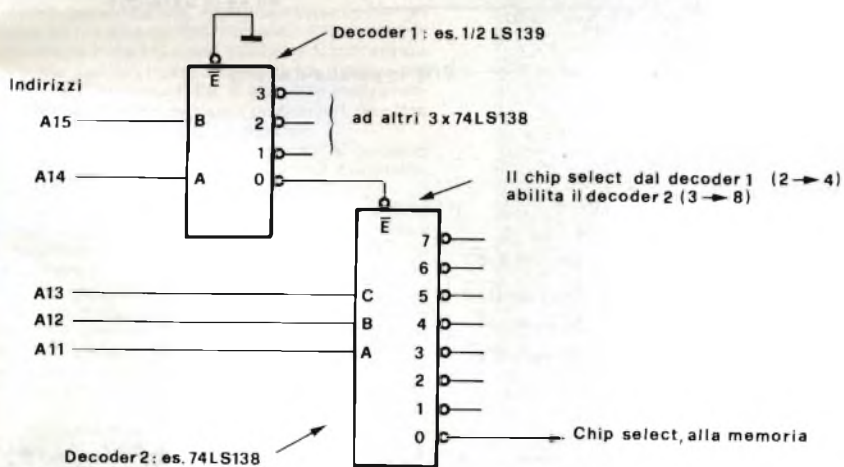 Decoder 1 : es. 1/2 LS139
E
Indirizzi
3
A15
B
2
ad altri 3 x 74LS138
1
A14
A
0
Il chip select dal decoder 1 (2 → 4)
abilita il decoder 2 (3 → 8)
E
7
6
A13
C
5
A12
B
4
A11
A
3
2
1
0
Chip select, alla memoria
Decoder 2: es. 74LS138